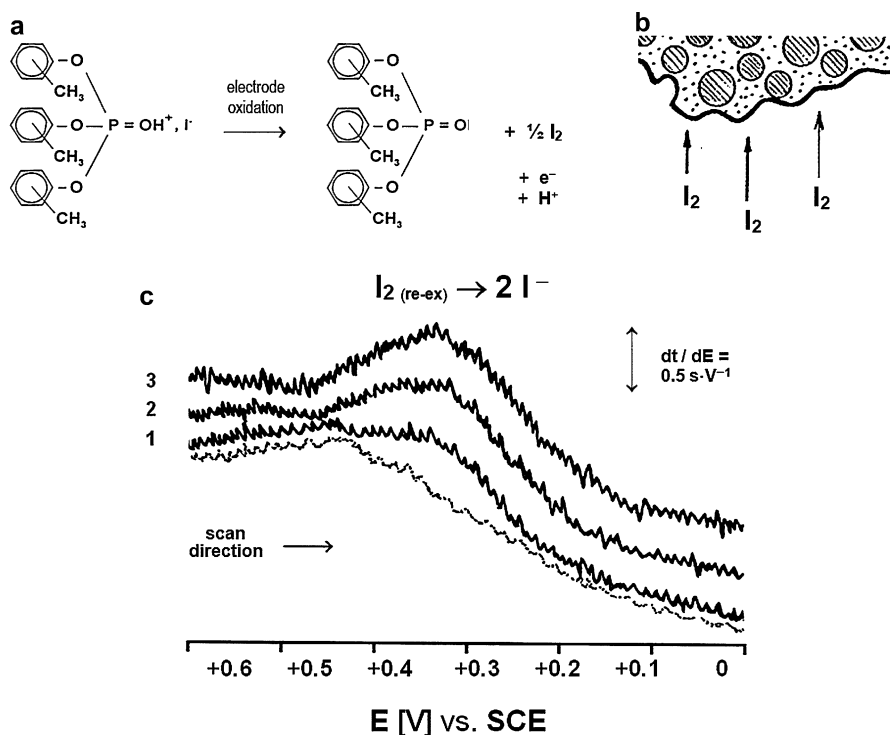 a
b
O
CH₃
O
P = OH⁺, I⁻
CH₃
O
CH₃
electrode
oxidation
O
CH₃
O
P = O
CH₃
O
CH₃
+ ½ I₂
+ e⁻
+ H⁺
I₂
I₂
I₂
c
I₂ (re-ex) → 2 I⁻
dt / dE =
0.5 s·V⁻¹
3
2
1
scan
direction
+0.6 +0.5 +0.4 +0.3 +0.2 +0.1 0
E [V] vs. SCE